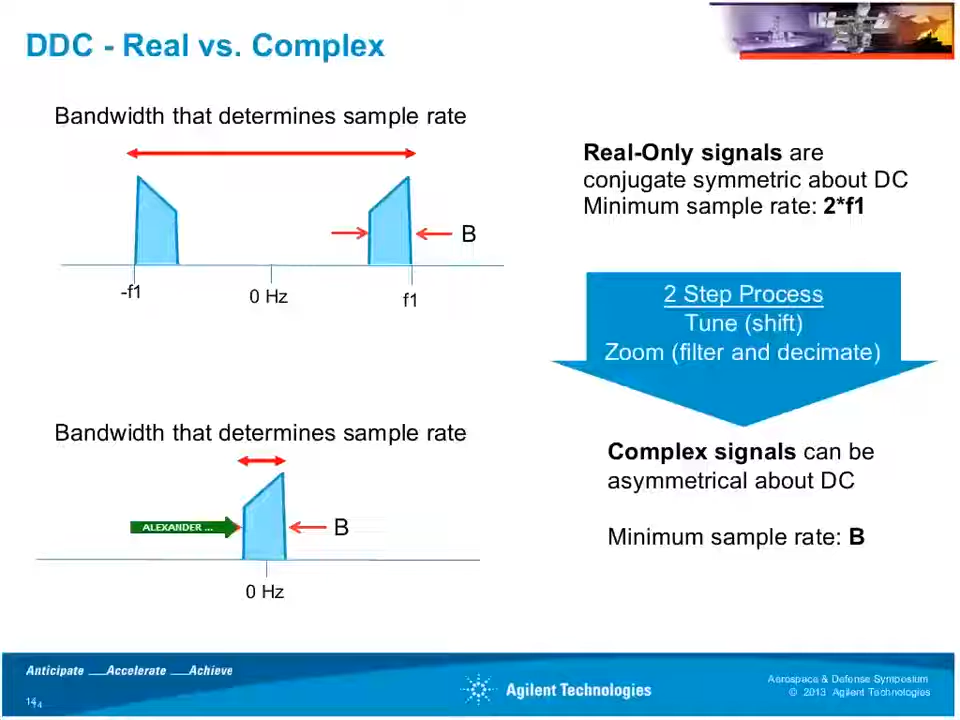 DDC - Real vs. Complex
Bandwidth that determines sample rate
B
-f1
0 Hz
f1
Real-Only signals are
conjugate symmetric about DC
Minimum sample rate: 2*f1
2 Step Process
Tune (shift)
Zoom (filter and decimate)
Bandwidth that determines sample rate
ALEXANDER ...
B
0 Hz
Complex signals can be
asymmetrical about DC
Minimum sample rate: B
Anticipate Accelerate Achieve
Agilent Technologies
Aerospace & Defense Symposium
© 2013 Agilent Technologies
14
14